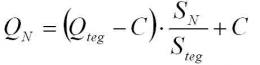 Q_N = (Q_teg − C) · S_N / S_teg + C